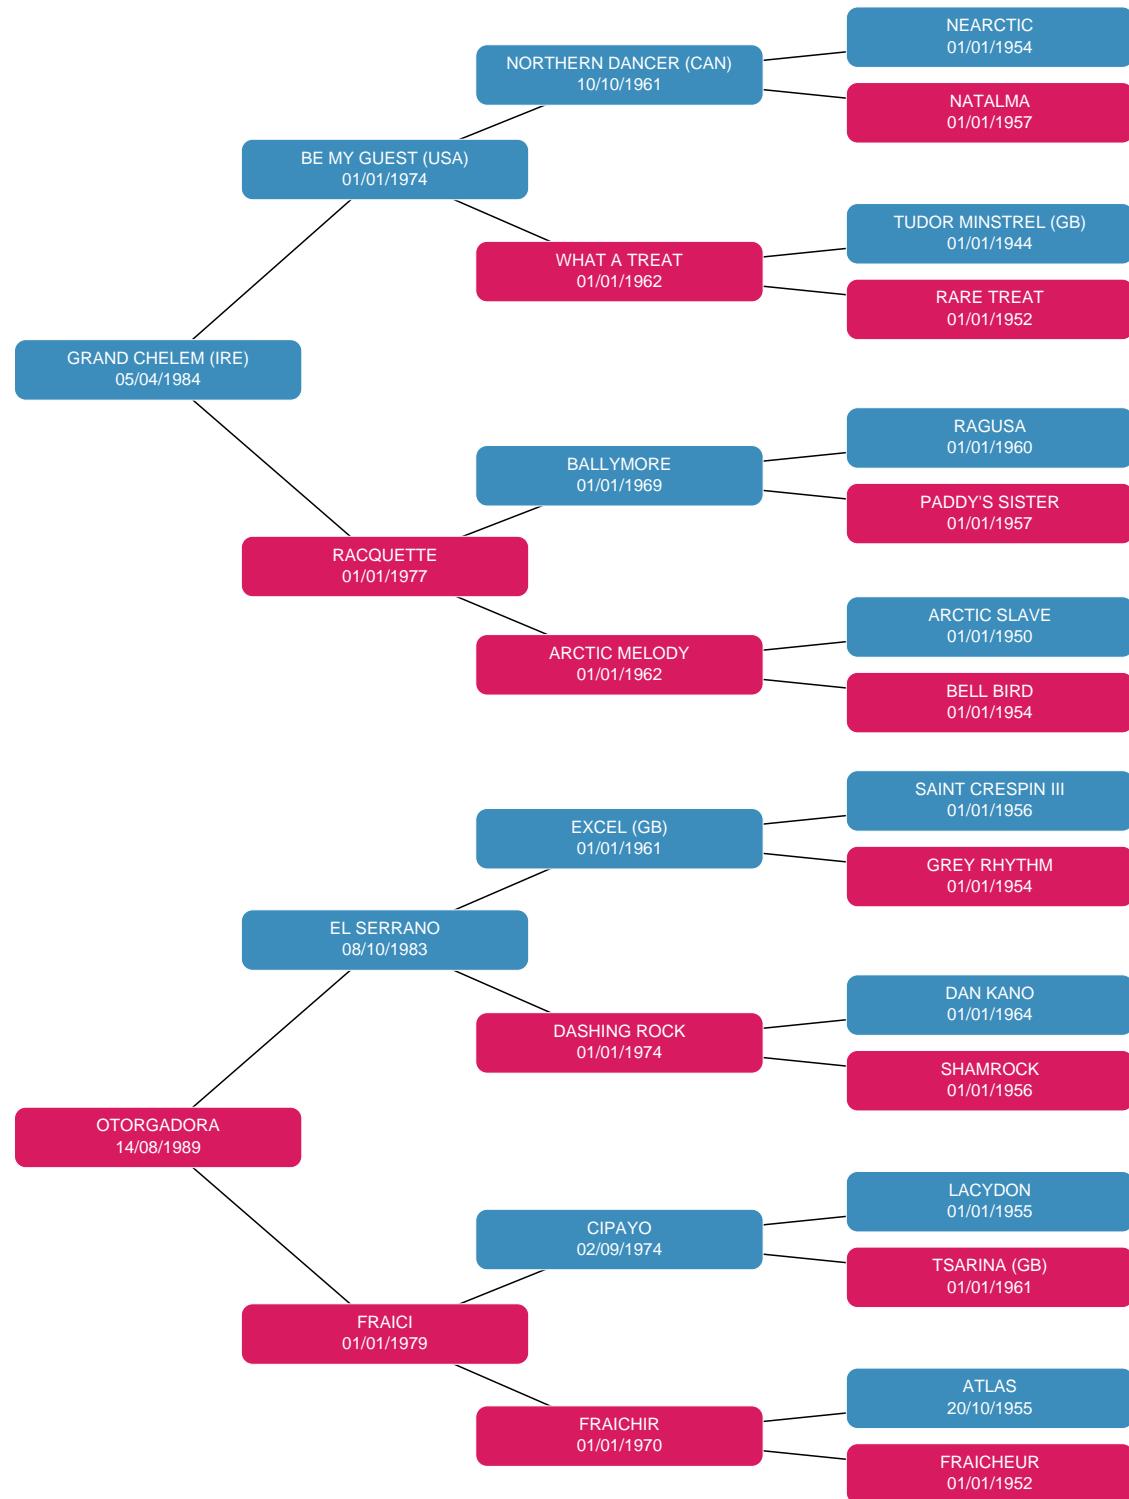 NEARCTIC
01/01/1954
NORTHERN DANCER (CAN)
10/10/1961
NATALMA
01/01/1957
BE MY GUEST (USA)
01/01/1974
TUDOR MINSTREL (GB)
01/01/1944
WHAT A TREAT
01/01/1962
RARE TREAT
01/01/1952
GRAND CHELEM (IRE)
05/04/1984
RAGUSA
01/01/1960
BALLYMORE
01/01/1969
PADDY'S SISTER
01/01/1957
RACQUETTE
01/01/1977
ARCTIC SLAVE
01/01/1950
ARCTIC MELODY
01/01/1962
BELL BIRD
01/01/1954
SAINT CRESPIN III
01/01/1956
EXCEL (GB)
01/01/1961
GREY RHYTHM
01/01/1954
EL SERRANO
08/10/1983
DAN KANO
01/01/1964
DASHING ROCK
01/01/1974
SHAMROCK
01/01/1956
OTORGADORA
14/08/1989
LACYDON
01/01/1955
CIPAYO
02/09/1974
TSARINA (GB)
01/01/1961
FRAICI
01/01/1979
ATLAS
20/10/1955
FRAICHIR
01/01/1970
FRAICHEUR
01/01/1952